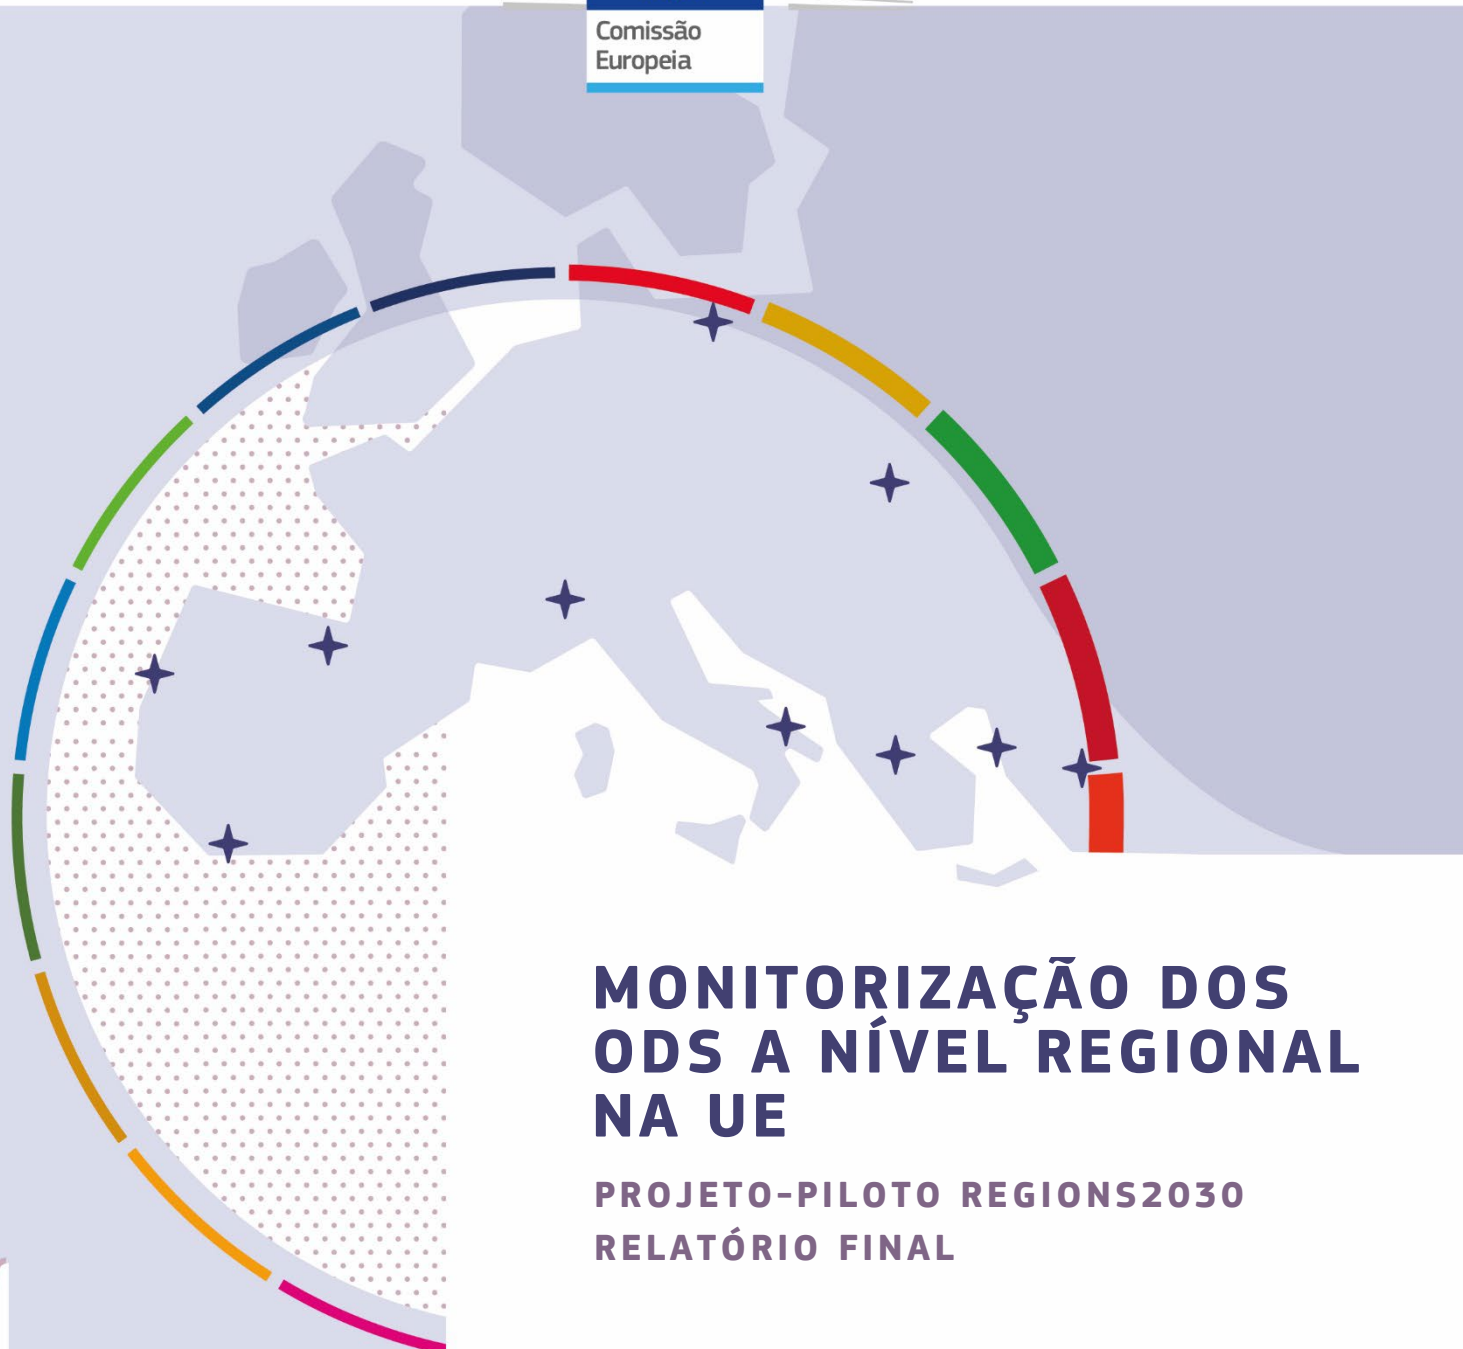 Comissão
Europeia
MONITORIZAÇÃO DOS
ODS A NÍVEL REGIONAL
NA UE
PROJETO-PILOTO REGIONS2030
RELATÓRIO FINAL